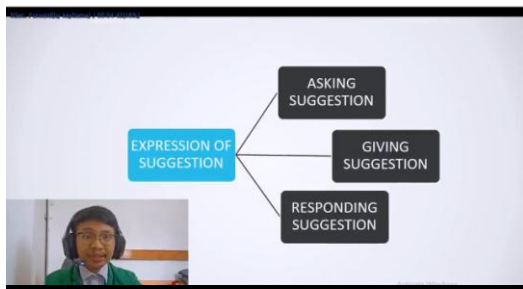 ASKING
SUGGESTION
EXPRESSION OF
SUGGESTION
GIVING
SUGGESTION
RESPONDING
SUGGESTION